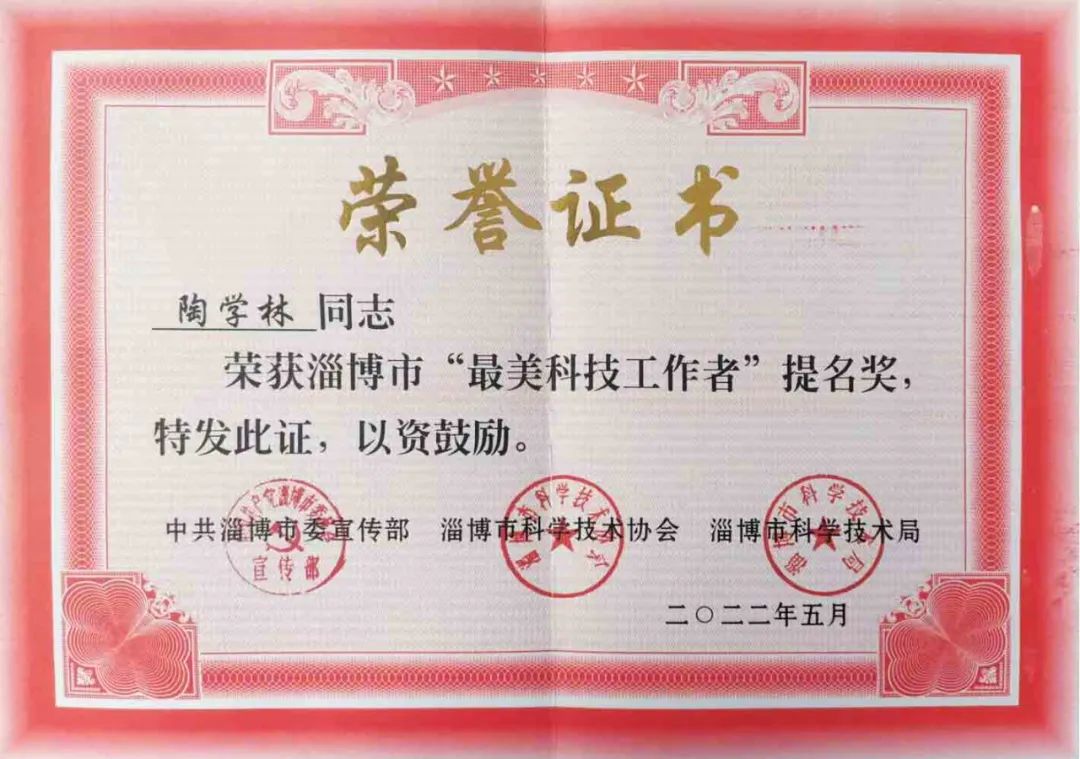 荣誉证书
陶学林 同志
荣获淄博市“最美科技工作者”提名奖，
特发此证，以资鼓励。
中共淄博市委宣传部 淄博市科学技术协会 淄博市科学技术局
宣传部
二〇二二年五月